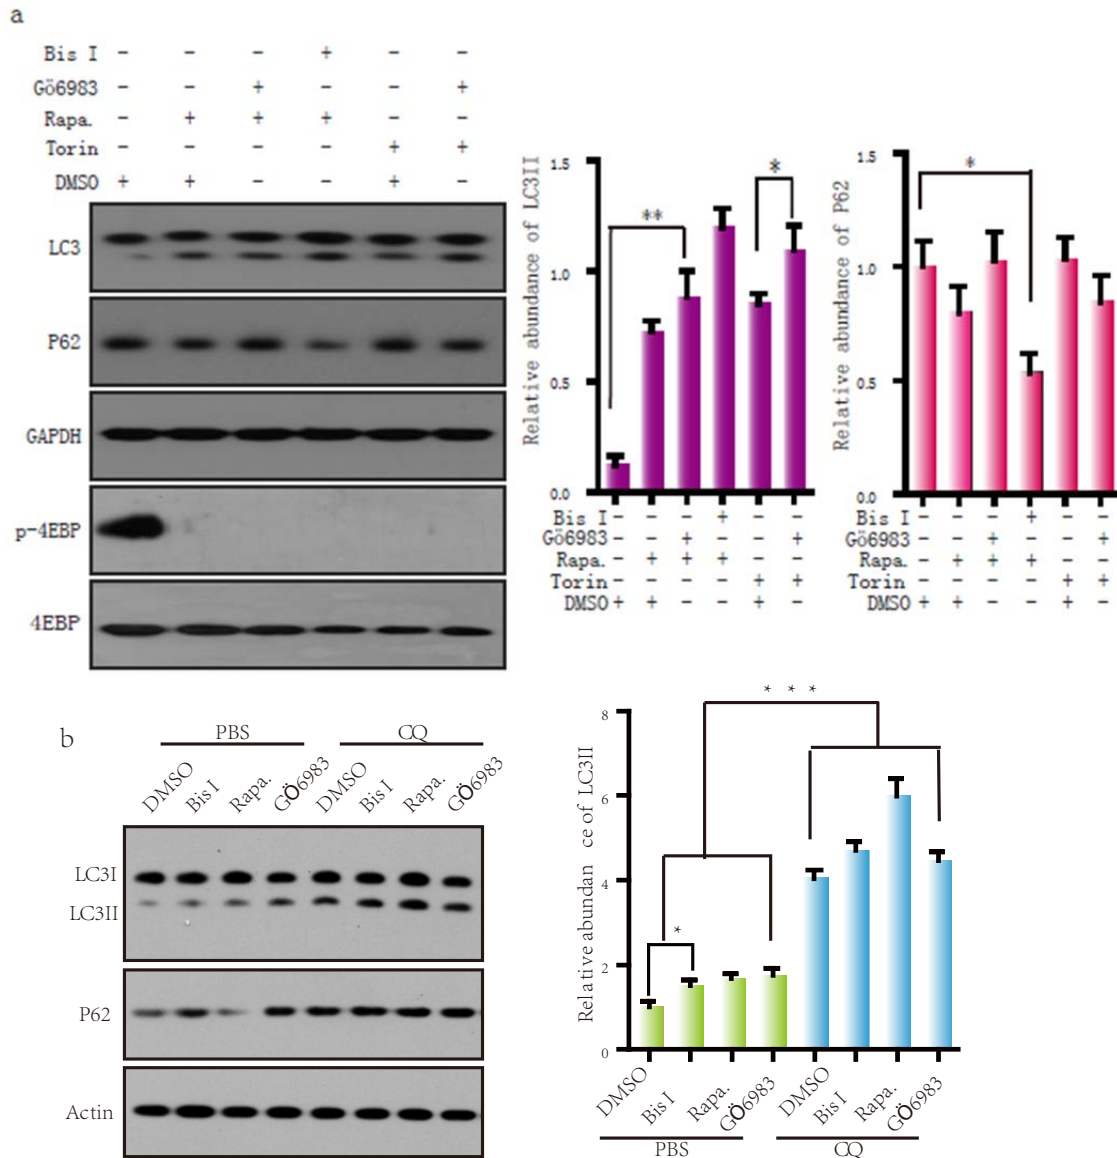 a
Bis I - - - + - -
Gö6983 - - + - - +
Rapa. - + + + - -
Torin - - - - + +
DMSO + + - - + -
LC3
P62
GAPDH
p-4EBP
4EBP
Relative abundance of LC3II
1.5
1.0
0.5
0.0
**
*
Bis I - - - + - -
Gö6983 - - + - - +
Rapa. - + + + - -
Torin - - - - + +
DMSO + + - - + -
Relative abundance of P62
1.5
1.0
0.5
0.0
*
Bis I - - - + - -
Gö6983 - - + - - +
Rapa. - + + + - -
Torin - - - - + +
DMSO + + - - + -
b
PBS CQ
DMSO Bis I Rapa. GÖ6983 DMSO Bis I Rapa. GÖ6983
LC3I
LC3II
P62
Actin
Relative abundan ce of LC3II
8
6
4
2
0
* * *
*
DMSO Bis I Rapa. GÖ6983 DMSO Bis I Rapa. GÖ6983
PBS CQ